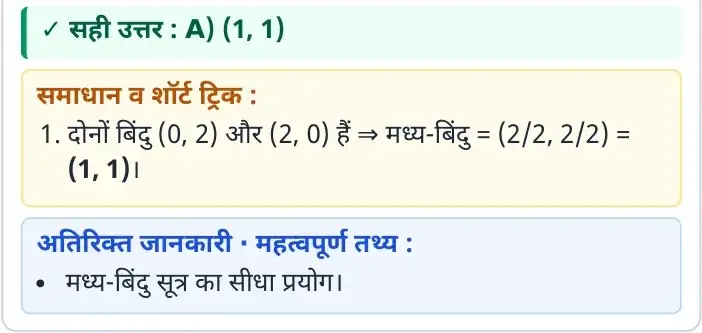 ✓ सही उत्तर : A) (1, 1)
समाधान व शॉर्ट ट्रिक :
1. दोनों बिंदु (0, 2) और (2, 0) हैं ⇒ मध्य-बिंदु = (2/2, 2/2) =
(1, 1)।
अतिरिक्त जानकारी · महत्वपूर्ण तथ्य :
• मध्य-बिंदु सूत्र का सीधा प्रयोग।